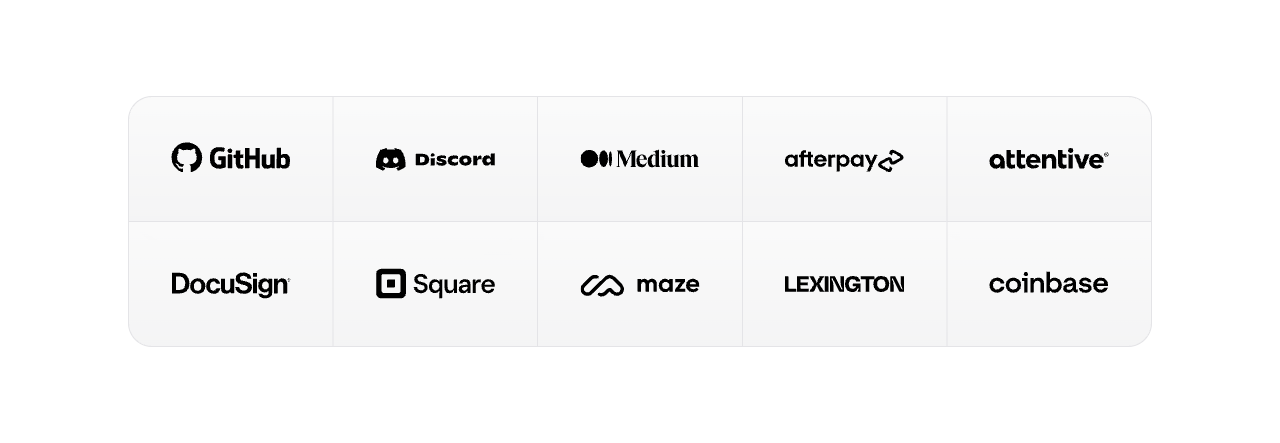 GitHub
Discord
Medium
afterpay
attentive®
DocuSign®
Square
maze
LEXINGTON
coinbase